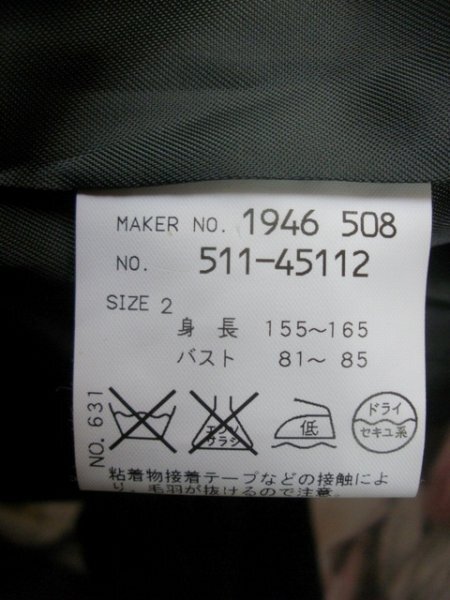 MAKER NO. 1946 508
NO. 511-45112
SIZE 2
身長 155〜165
バスト 81〜 85
NO. 631
エンソ
サラシ
低
ドライ
セキユ系
粘着物接着テープなどの接触によ
り、毛羽が抜けるので注意。